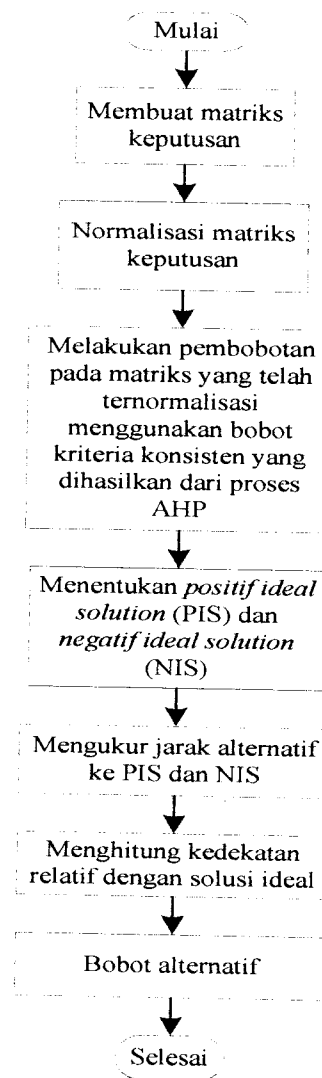 Mulai
Membuat matriks
keputusan
Normalisasi matriks
keputusan
Melakukan pembobotan
pada matriks yang telah
ternormalisasi
menggunakan bobot
kriteria konsisten yang
dihasilkan dari proses
AHP
Menentukan positif ideal
solution (PIS) dan
negatif ideal solution
(NIS)
Mengukur jarak alternatif
ke PIS dan NIS
Menghitung kedekatan
relatif dengan solusi ideal
Bobot alternatif
Selesai